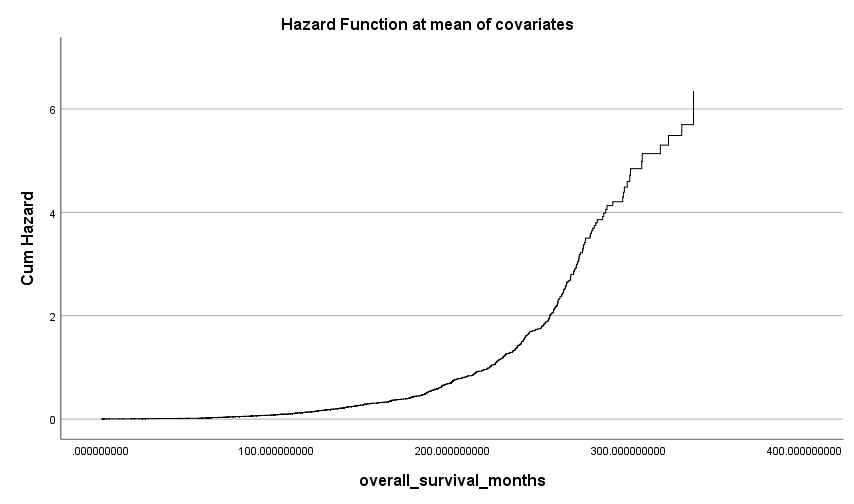 Hazard Function at mean of covariates
Cum Hazard
6
4
2
0
.000000000 100.000000000 200.000000000 300.000000000 400.000000000
overall_survival_months